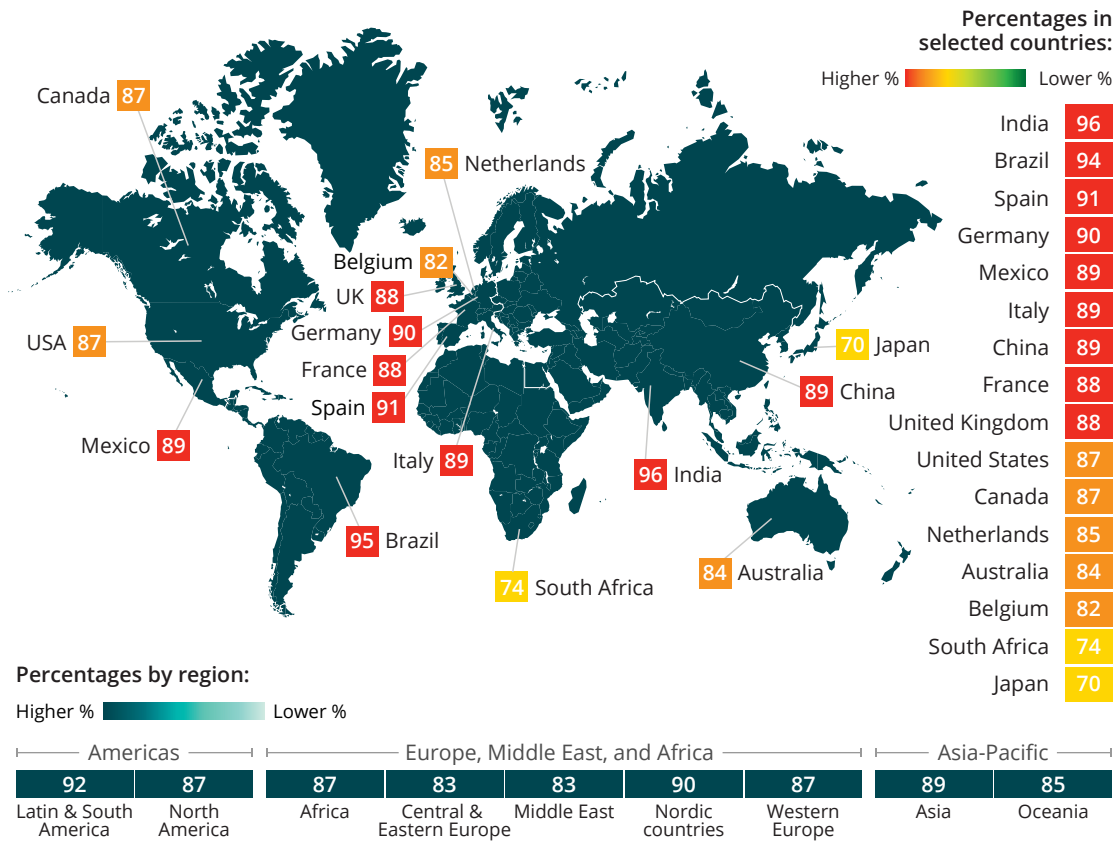 Percentages in
selected countries:
Higher % Lower %
India 96
Brazil 94
Spain 91
Germany 90
Mexico 89
Italy 89
China 89
France 88
United Kingdom 88
United States 87
Canada 87
Netherlands 85
Australia 84
Belgium 82
South Africa 74
Japan 70
Canada 87
85 Netherlands
Belgium 82
UK 88
Germany 90
USA 87
70 Japan
France 88
89 China
Spain 91
Mexico 89
Italy 89
96 India
95 Brazil
84 Australia
74 South Africa
Percentages by region:
Higher % Lower %
Americas
92 87
Latin & South
America
North
America
Europe, Middle East, and Africa
87 83 83 90 87
Africa
Central &
Eastern Europe
Middle East
Nordic
countries
Western
Europe
Asia-Pacific
89 85
Asia
Oceania